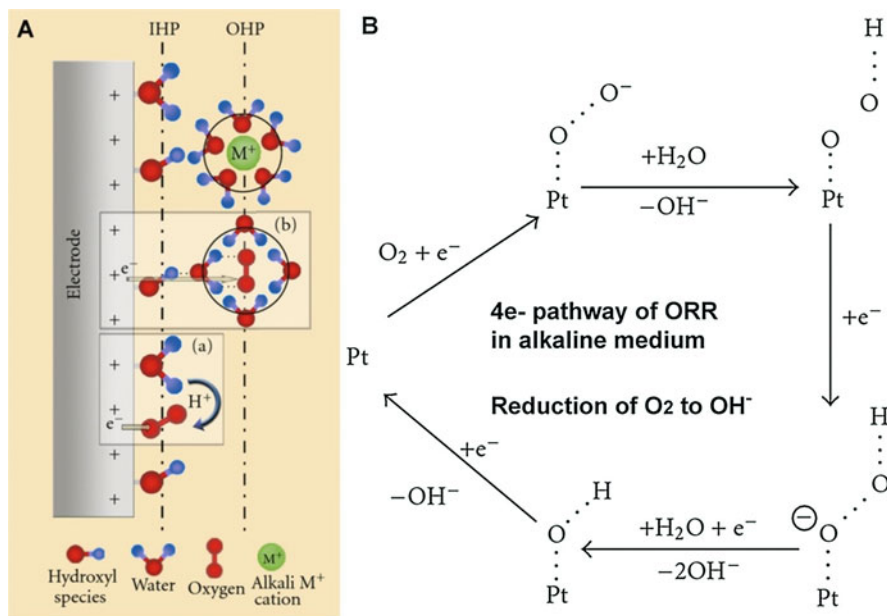 A
IHP
OHP
+
+
M⁺
+
+
(b)
+
e⁻
+
+
Electrode
(a)
+
H⁺
+
e⁻
+
+
Hydroxyl
species
Water
Oxygen
M⁺
Alkali M⁺
cation
B
Pt
O₂ + e⁻
O⁻
O
Pt
+H₂O
−OH⁻
H
O
O
Pt
+e⁻
H
O
⊖
O
Pt
+H₂O + e⁻
−2OH⁻
H
O
Pt
+e⁻
−OH⁻
4e- pathway of ORR
in alkaline medium
Reduction of O₂ to OH⁻